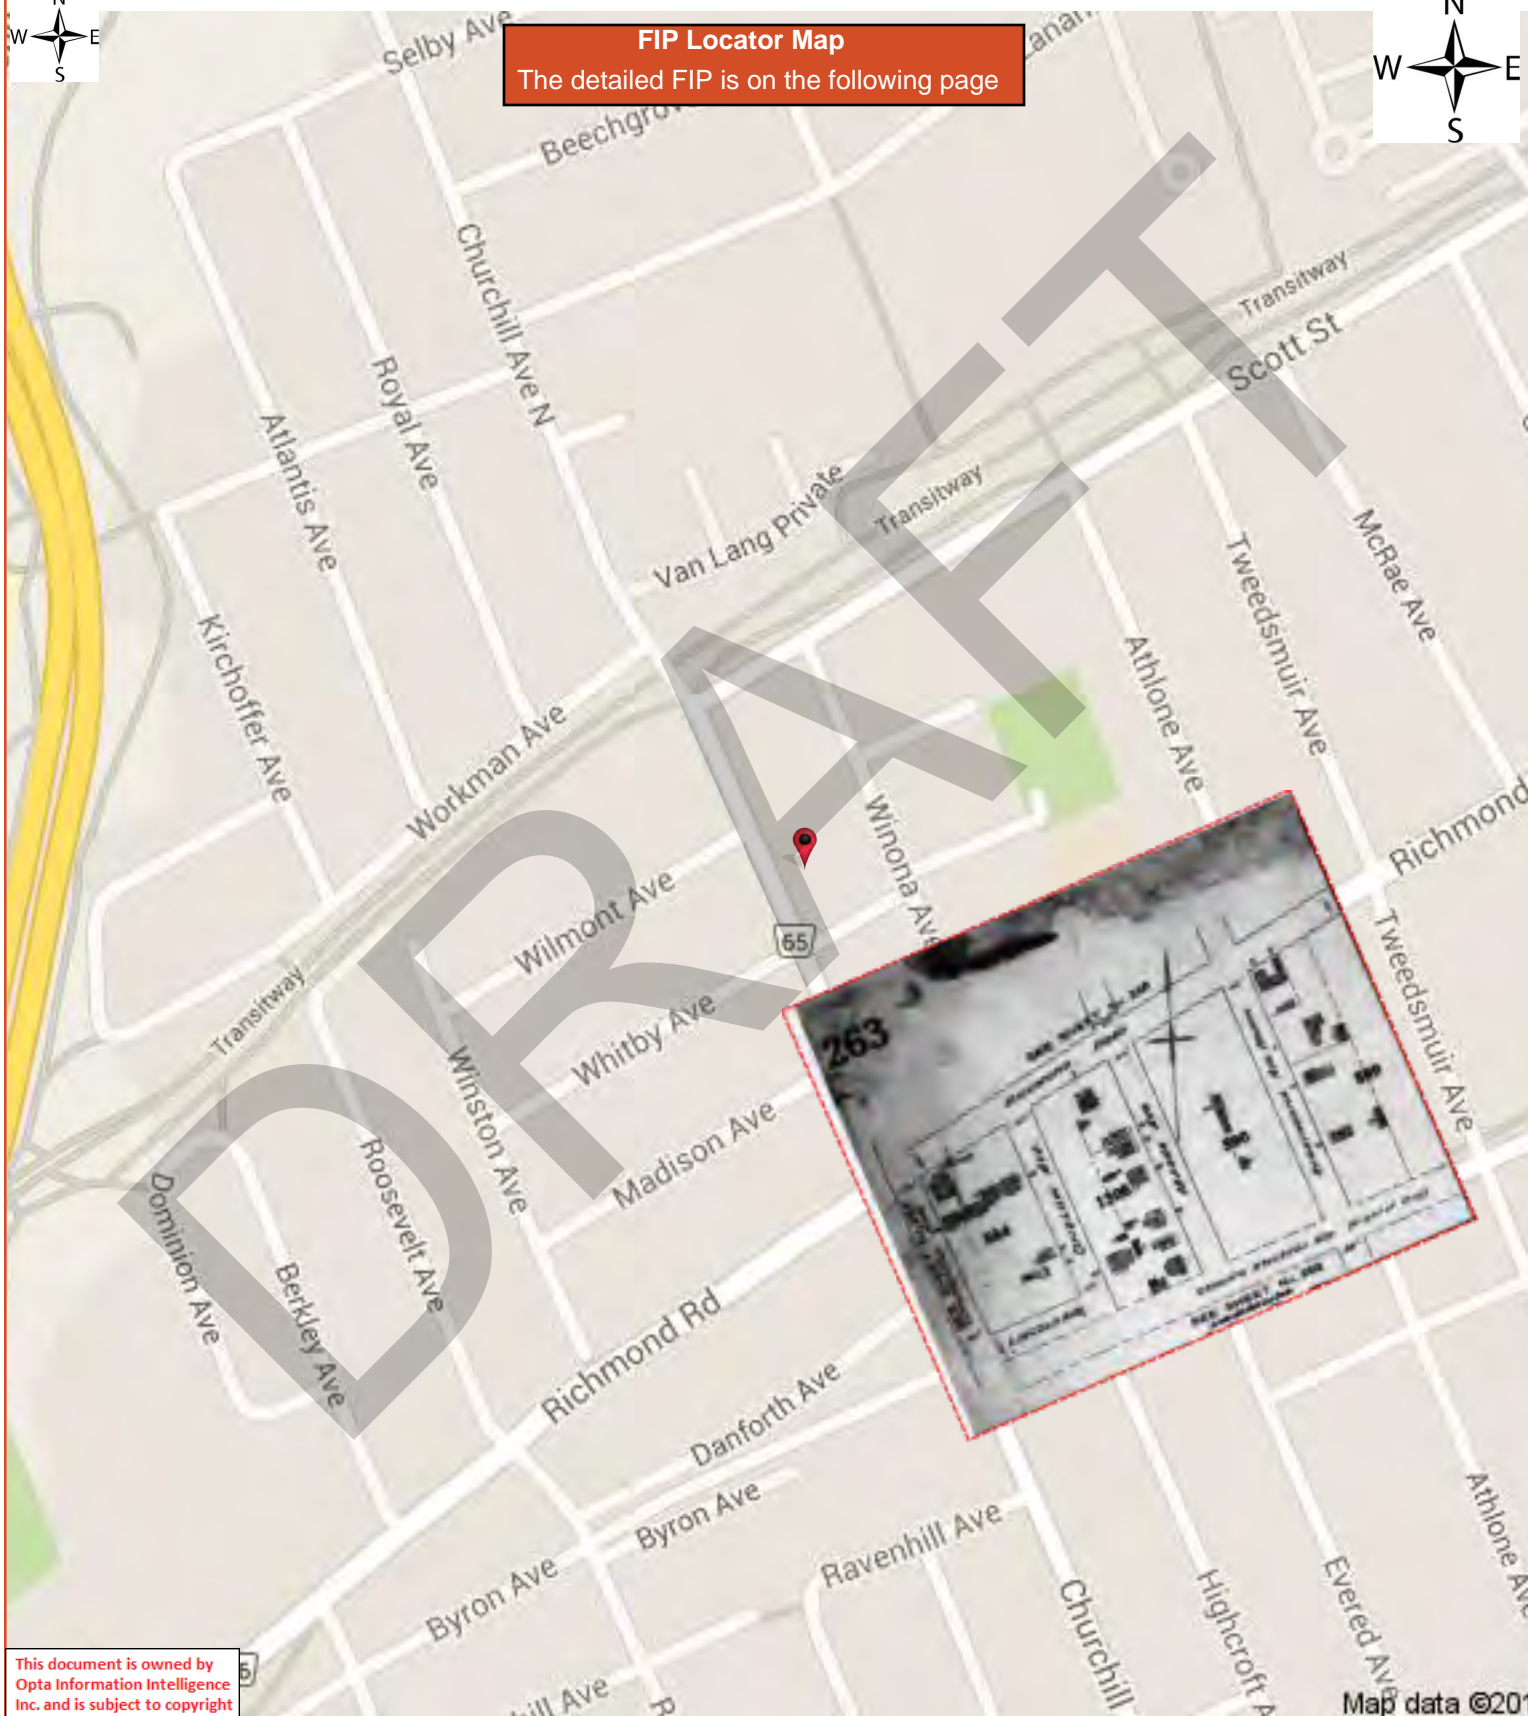 N
W E
S
FIP Locator Map
The detailed FIP is on the following page
N
W E
S
Selby Ave
Churchill Ave N
Royal Ave
Atlantis Ave
Kirchoffer Ave
Van Lang Private
Transitway
Transitway
Scott St
McRae Ave
Tweedsmuir Ave
Athlone Ave
Workman Ave
Winona Ave
Richmond
Wilmont Ave
65
Whitby Ave
Transitway
Winston Ave
Madison Ave
263
Tweedsmuir Ave
Roosevelt Ave
Dominion Ave
Berkley Ave
Richmond Rd
Danforth Ave
Byron Ave
Byron Ave
Ravenhill Ave
Churchill
Highcroft A
Evered Ave
Athlone Ave
hill Ave
R
DRAFT
This document is owned by
Opta Information Intelligence
Inc. and is subject to copyright
Map data ©201